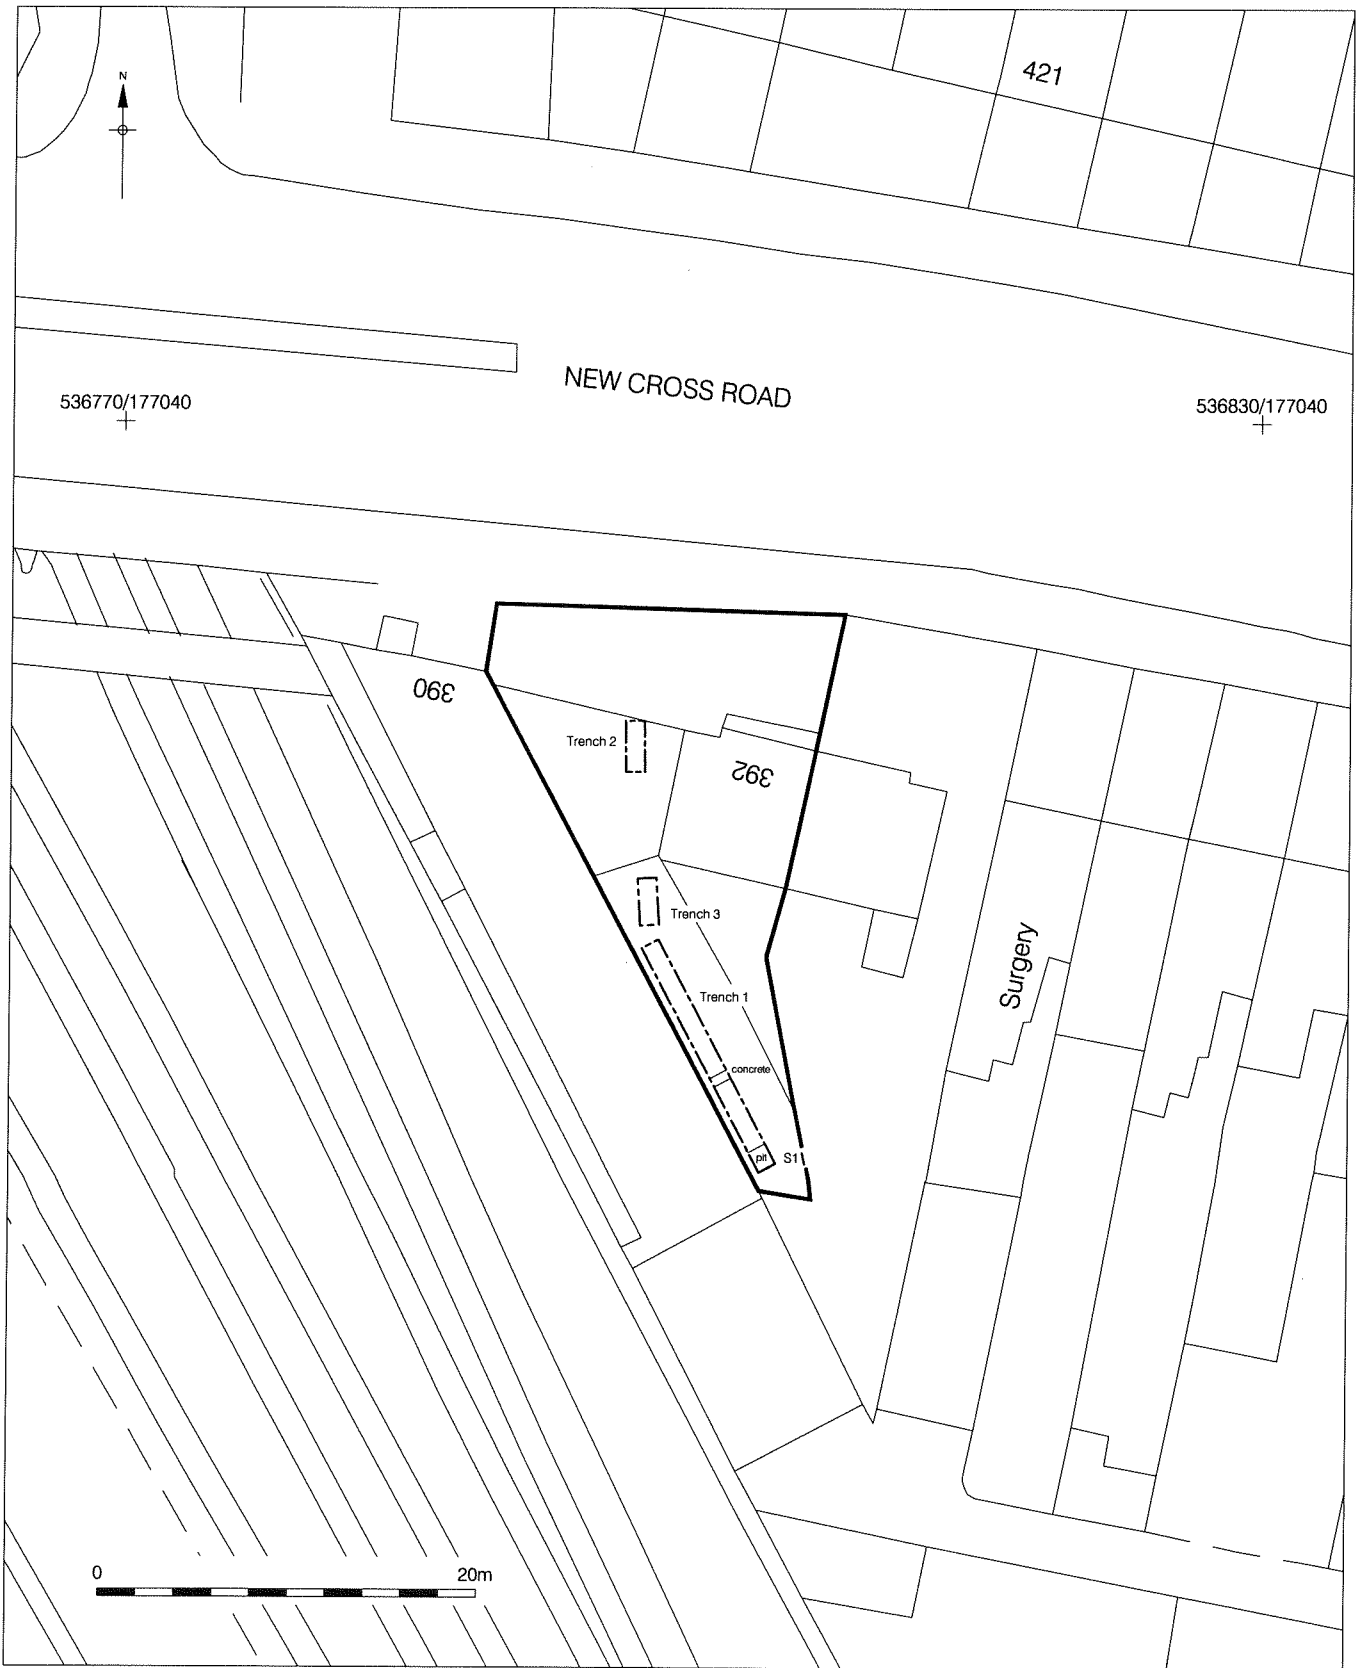 421
N
NEW CROSS ROAD
536770/177040
536830/177040
390
Trench 2
392
Trench 3
Surgery
Trench 1
concrete
pit
S1
0
20m